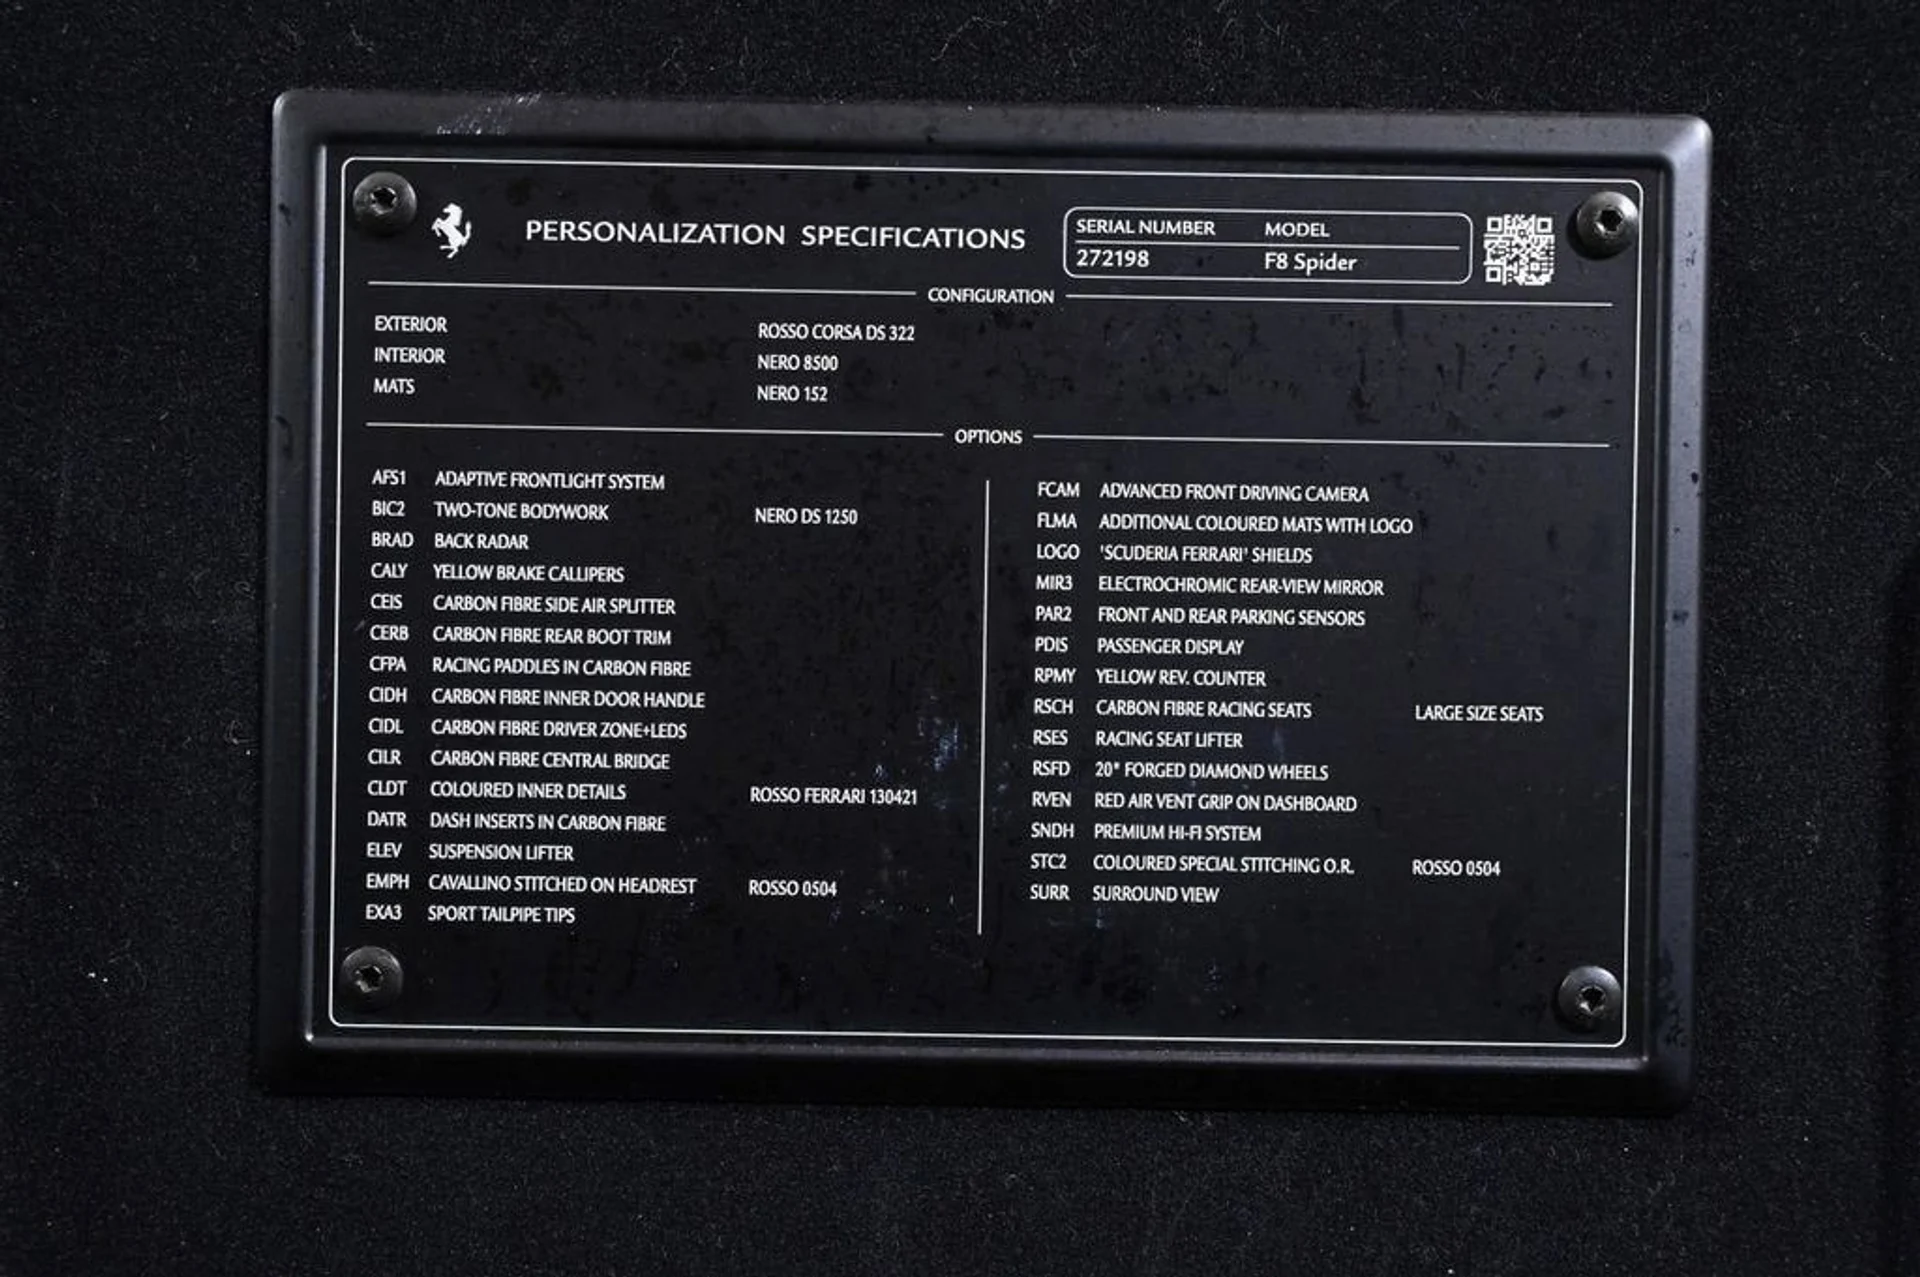 PERSONALIZATION SPECIFICATIONS
SERIAL NUMBER MODEL
272198 F8 Spider
CONFIGURATION
EXTERIOR ROSSO CORSA DS 322
INTERIOR NERO 8500
MATS NERO 152
OPTIONS
AFS1 ADAPTIVE FRONTLIGHT SYSTEM
BIC2 TWO-TONE BODYWORK NERO DS 1250
BRAD BACK RADAR
CALY YELLOW BRAKE CALLIPERS
CEIS CARBON FIBRE SIDE AIR SPLITTER
CERB CARBON FIBRE REAR BOOT TRIM
CFPA RACING PADDLES IN CARBON FIBRE
CIDH CARBON FIBRE INNER DOOR HANDLE
CIDL CARBON FIBRE DRIVER ZONE+LEDS
CILR CARBON FIBRE CENTRAL BRIDGE
CLDT COLOURED INNER DETAILS ROSSO FERRARI 130421
DATR DASH INSERTS IN CARBON FIBRE
ELEV SUSPENSION LIFTER
EMPH CAVALLINO STITCHED ON HEADREST ROSSO 0504
EXA3 SPORT TAILPIPE TIPS
FCAM ADVANCED FRONT DRIVING CAMERA
FLMA ADDITIONAL COLOURED MATS WITH LOGO
LOGO 'SCUDERIA FERRARI' SHIELDS
MIR3 ELECTROCHROMIC REAR-VIEW MIRROR
PAR2 FRONT AND REAR PARKING SENSORS
PDIS PASSENGER DISPLAY
RPMY YELLOW REV. COUNTER
RSCH CARBON FIBRE RACING SEATS LARGE SIZE SEATS
RSES RACING SEAT LIFTER
RSFD 20" FORGED DIAMOND WHEELS
RVEN RED AIR VENT GRIP ON DASHBOARD
SNDH PREMIUM HI-FI SYSTEM
STC2 COLOURED SPECIAL STITCHING O.R. ROSSO 0504
SURR SURROUND VIEW